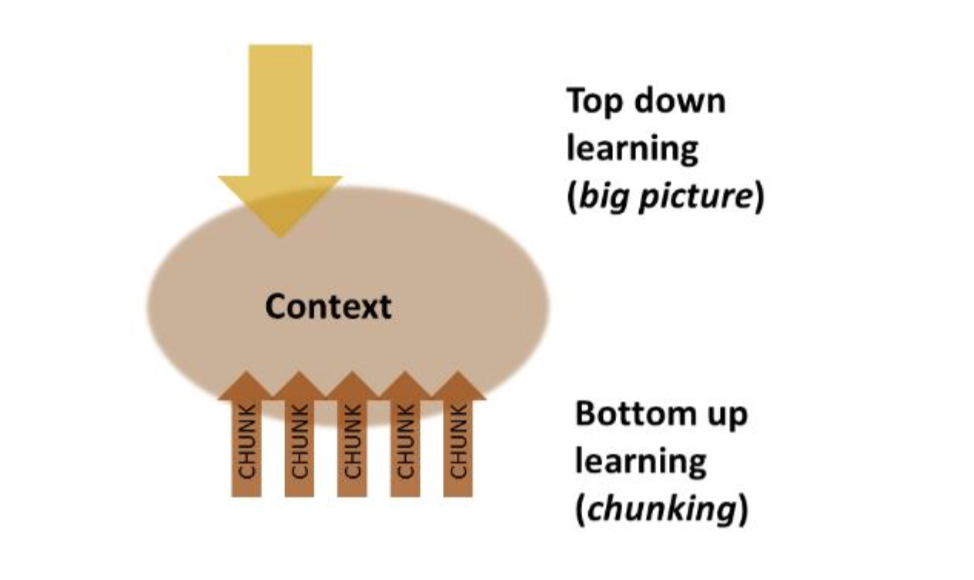 Top down
learning
(big picture)
Context
CHUNK
CHUNK
CHUNK
CHUNK
CHUNK
Bottom up
learning
(chunking)